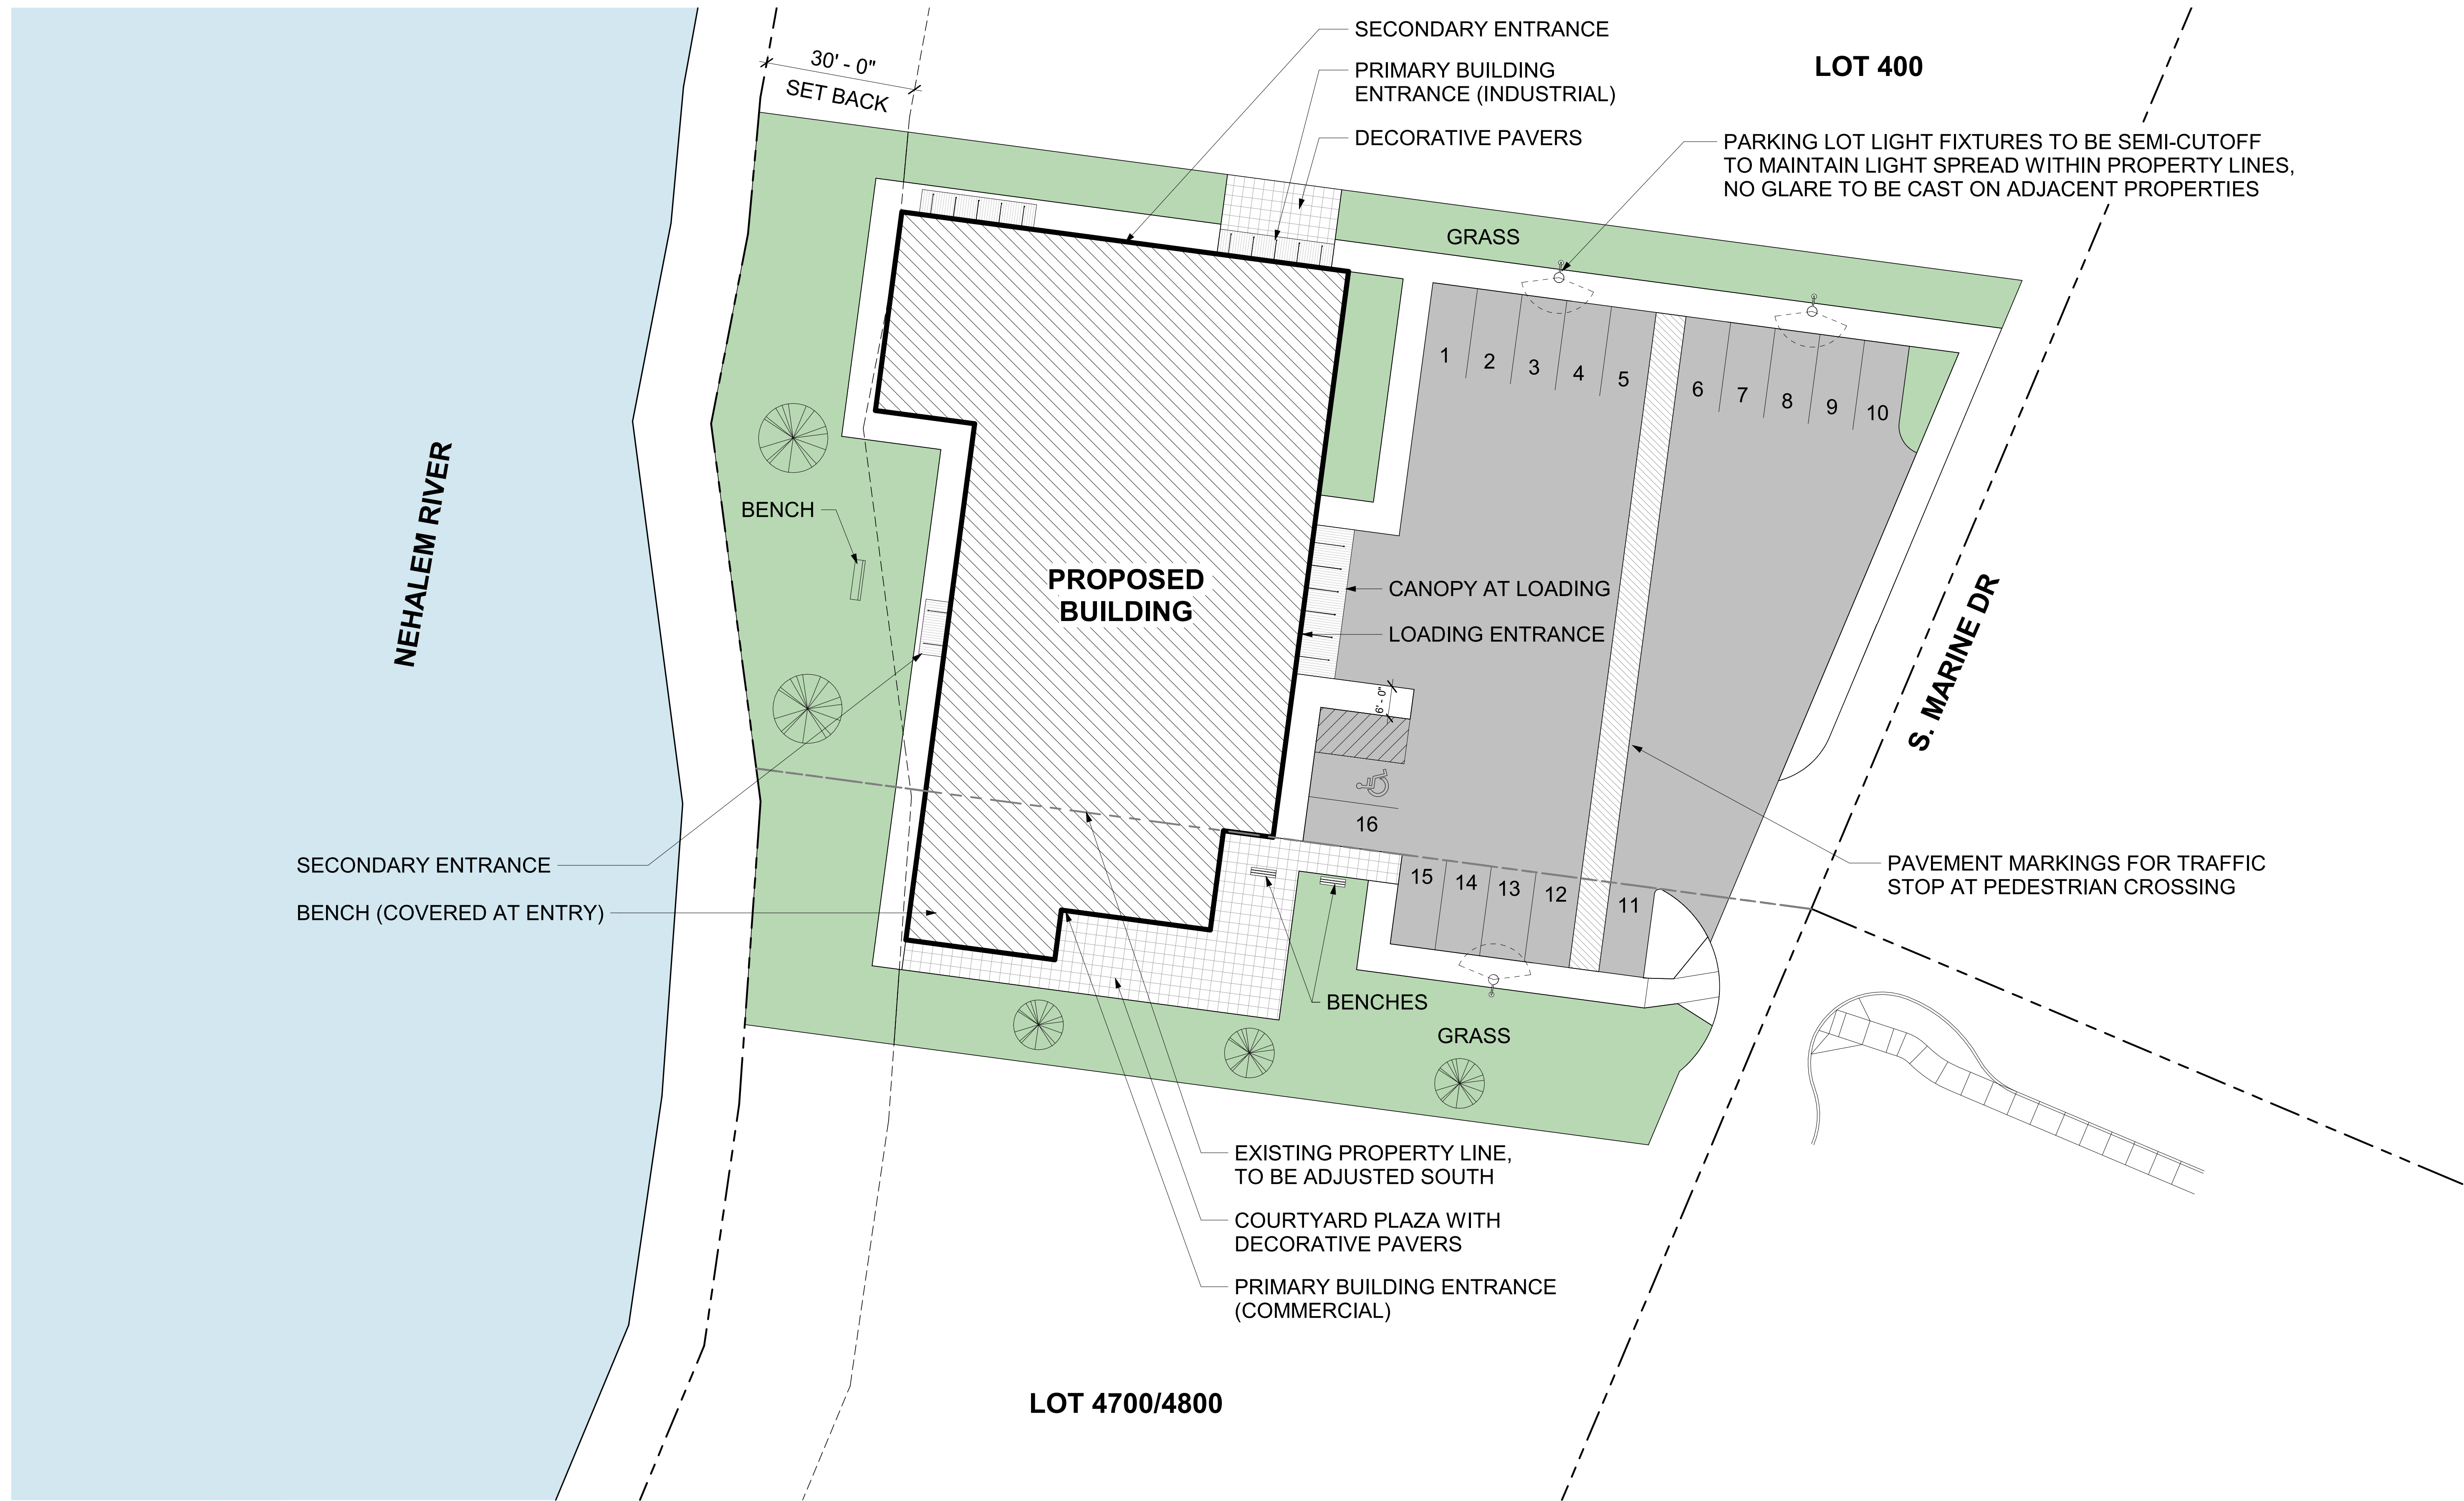 SECONDARY ENTRANCE
PRIMARY BUILDING
ENTRANCE (INDUSTRIAL)
DECORATIVE PAVERS
LOT 400
30' - 0"
SET BACK
PARKING LOT LIGHT FIXTURES TO BE SEMI-CUTOFF
TO MAINTAIN LIGHT SPREAD WITHIN PROPERTY LINES,
NO GLARE TO BE CAST ON ADJACENT PROPERTIES
GRASS
1
2
3
4
5
6
7
8
9
10
NEHALEM RIVER
BENCH
PROPOSED
BUILDING
CANOPY AT LOADING
LOADING ENTRANCE
S. MARINE DR
6' - 0"
16
15
14
13
12
11
SECONDARY ENTRANCE
BENCH (COVERED AT ENTRY)
PAVEMENT MARKINGS FOR TRAFFIC
STOP AT PEDESTRIAN CROSSING
BENCHES
GRASS
EXISTING PROPERTY LINE,
TO BE ADJUSTED SOUTH
COURTYARD PLAZA WITH
DECORATIVE PAVERS
PRIMARY BUILDING ENTRANCE
(COMMERCIAL)
LOT 4700/4800